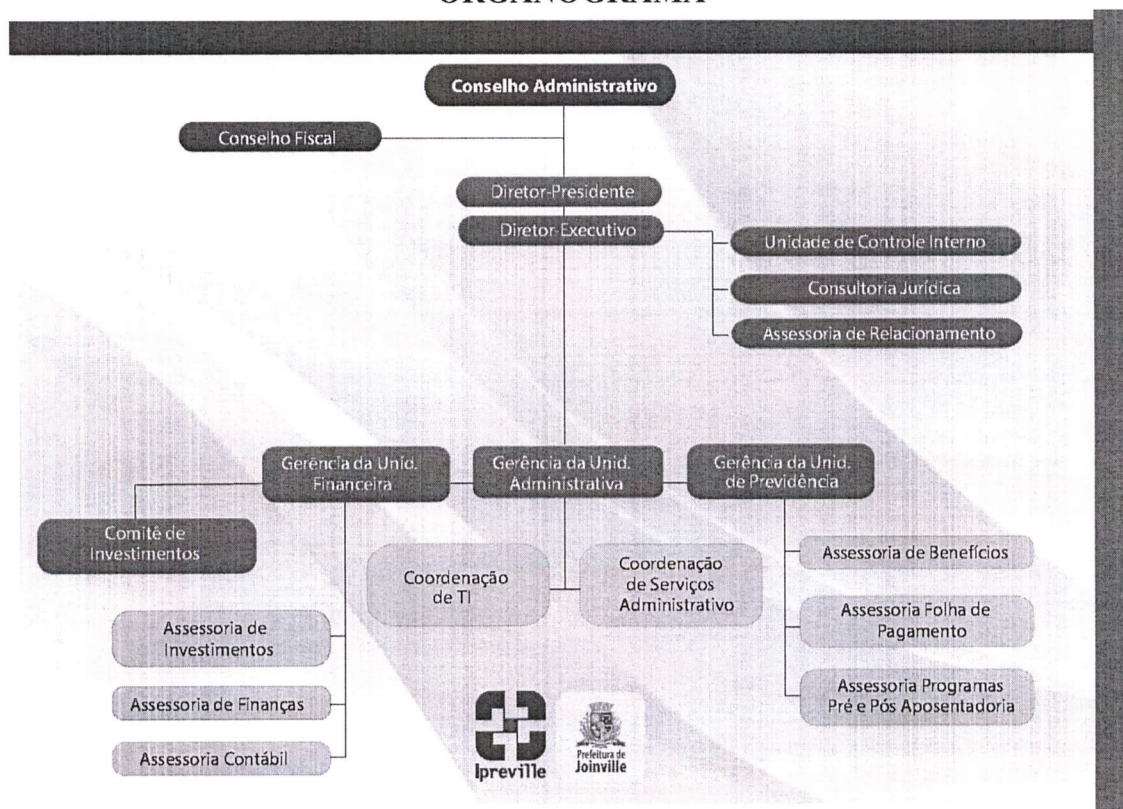 ORGANOGRAMA
Conselho Administrativo
Conselho Fiscal
Diretor-Presidente
Diretor-Executivo
Unidade de Controle Interno
Consultoria Jurídica
Assessoria de Relacionamento
Gerência da Unid.
Financeira
Gerência da Unid.
Administrativa
Gerência da Unid.
de Previdência
Comitê de
Investimentos
Coordenação
de TI
Coordenação
de Serviços
Administrativo
Assessoria de Benefícios
Assessoria Folha de
Pagamento
Assessoria Programas
Pré e Pós Aposentadoria
Assessoria de
Investimentos
Assessoria de Finanças
Assessoria Contábil
Ipreville
Prefeitura de
Joinville